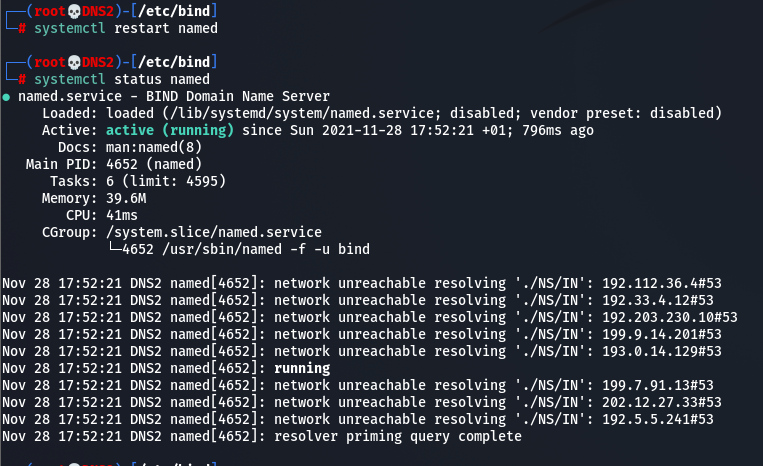 ┌──(root💀DNS2)-[/etc/bind]
└─# systemctl restart named
┌──(root💀DNS2)-[/etc/bind]
└─# systemctl status named
● named.service - BIND Domain Name Server
     Loaded: loaded (/lib/systemd/system/named.service; disabled; vendor preset: disabled)
     Active: active (running) since Sun 2021-11-28 17:52:21 +01; 796ms ago
       Docs: man:named(8)
   Main PID: 4652 (named)
      Tasks: 6 (limit: 4595)
     Memory: 39.6M
        CPU: 41ms
     CGroup: /system.slice/named.service
             └─4652 /usr/sbin/named -f -u bind
Nov 28 17:52:21 DNS2 named[4652]: network unreachable resolving './NS/IN': 192.112.36.4#53
Nov 28 17:52:21 DNS2 named[4652]: network unreachable resolving './NS/IN': 192.33.4.12#53
Nov 28 17:52:21 DNS2 named[4652]: network unreachable resolving './NS/IN': 192.203.230.10#53
Nov 28 17:52:21 DNS2 named[4652]: network unreachable resolving './NS/IN': 199.9.14.201#53
Nov 28 17:52:21 DNS2 named[4652]: network unreachable resolving './NS/IN': 193.0.14.129#53
Nov 28 17:52:21 DNS2 named[4652]: running
Nov 28 17:52:21 DNS2 named[4652]: network unreachable resolving './NS/IN': 199.7.91.13#53
Nov 28 17:52:21 DNS2 named[4652]: network unreachable resolving './NS/IN': 202.12.27.33#53
Nov 28 17:52:21 DNS2 named[4652]: network unreachable resolving './NS/IN': 192.5.5.241#53
Nov 28 17:52:21 DNS2 named[4652]: resolver priming query complete